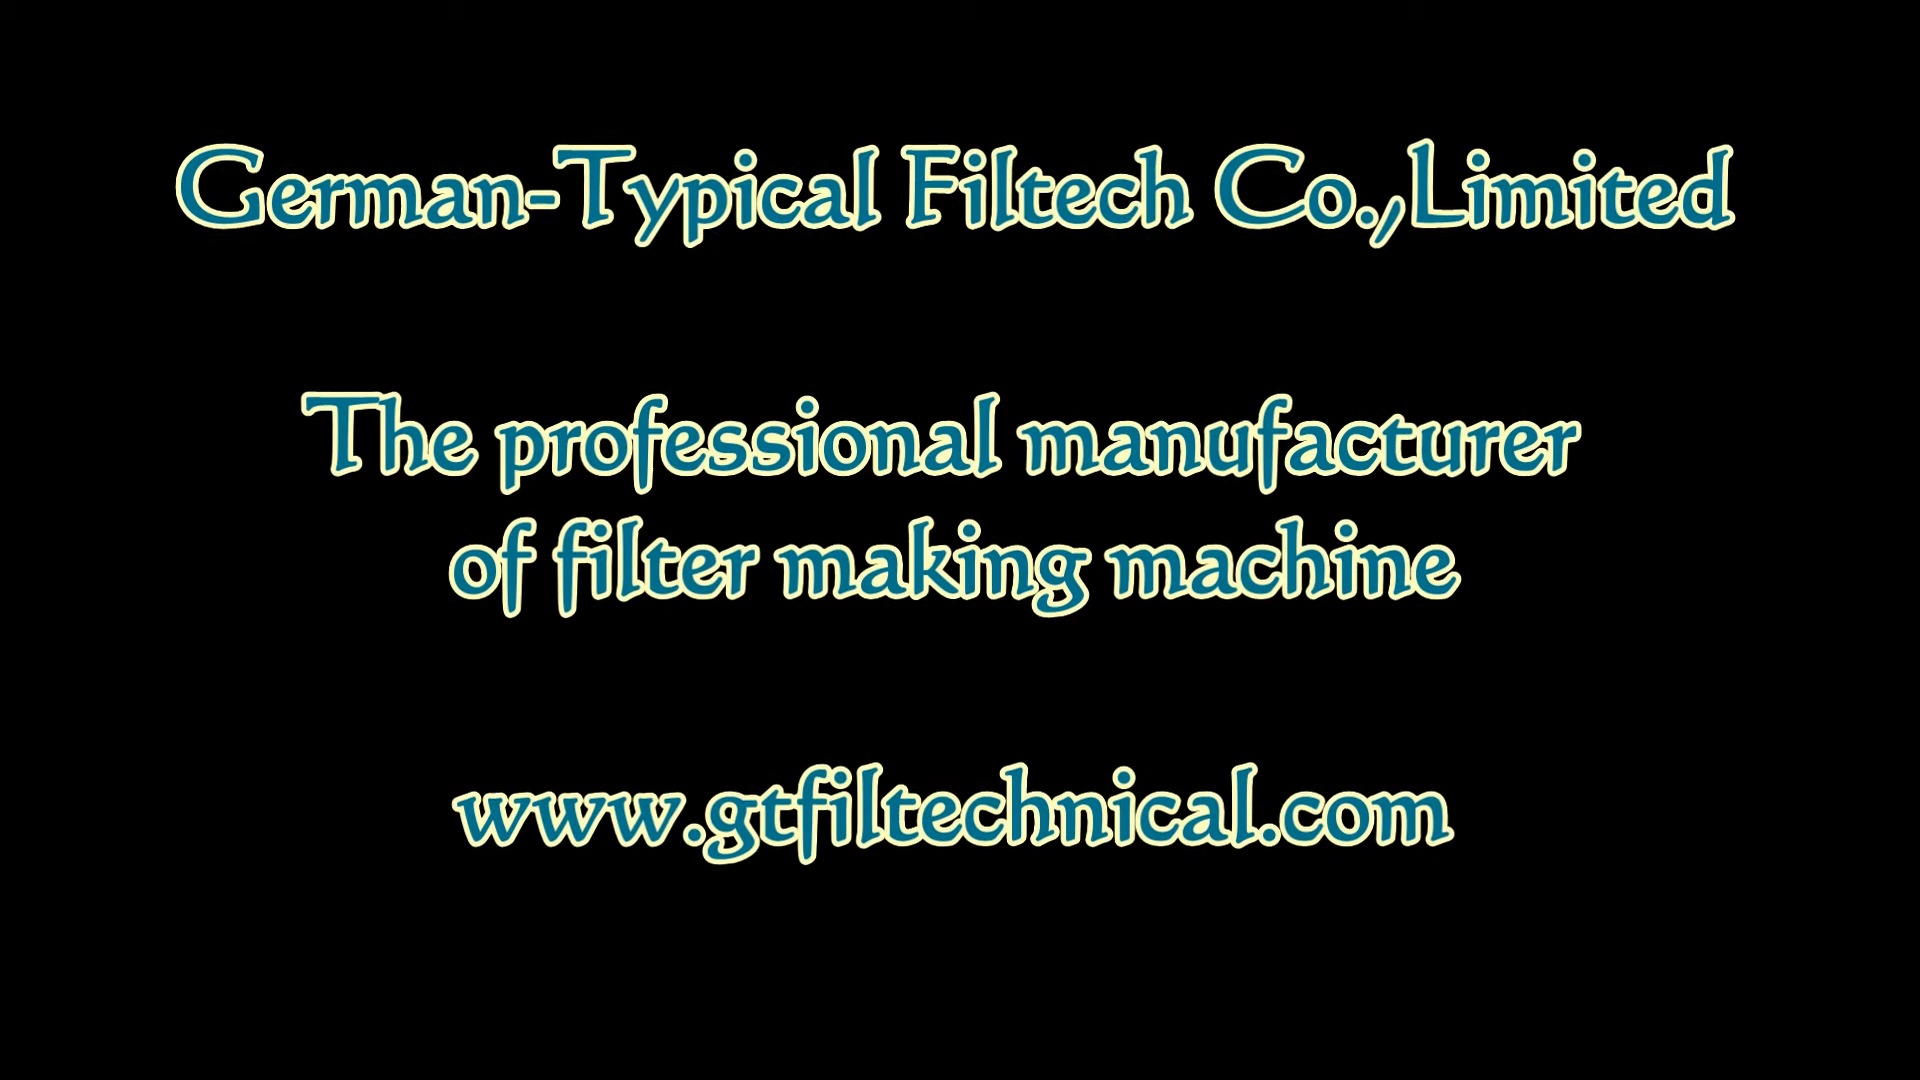 German-Typical Filtech Co.,Limited
The professional manufacturer
of filter making machine
www.gtfiltechnical.com